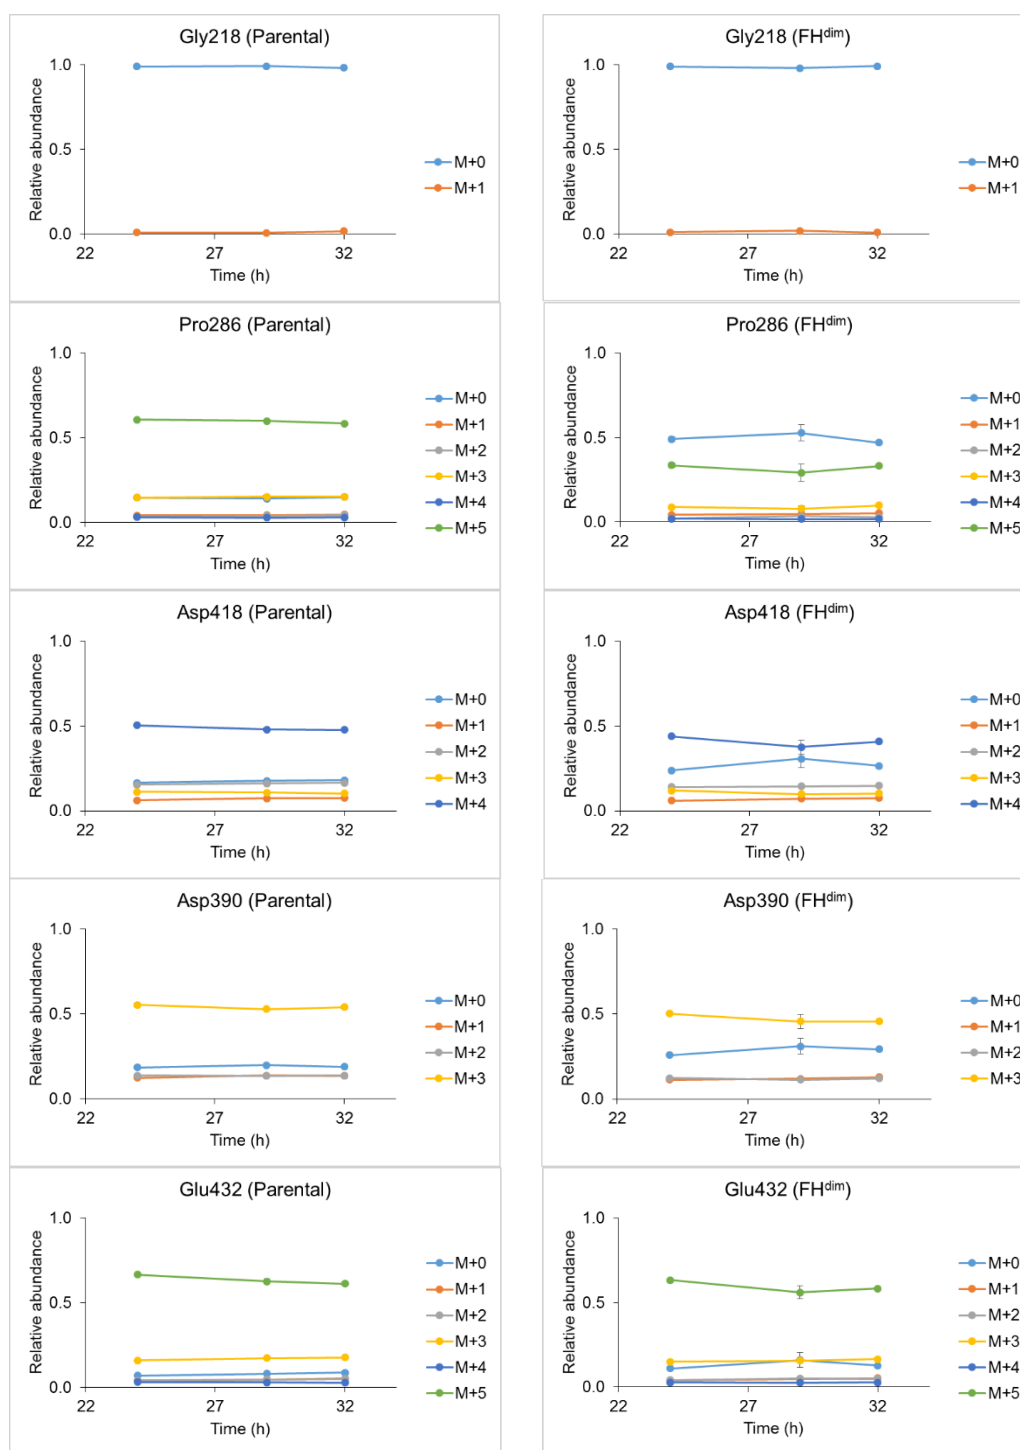 Gly218 (Parental)
Relative abundance
1.0
0.5
0.0
22
27
32
Time (h)
M+0
M+1
Gly218 (FHdim)
Relative abundance
1.0
0.5
0.0
22
27
32
Time (h)
M+0
M+1
Pro286 (Parental)
Relative abundance
1.0
0.5
0.0
22
27
32
Time (h)
M+0
M+1
M+2
M+3
M+4
M+5
Pro286 (FHdim)
Relative abundance
1.0
0.5
0.0
22
27
32
Time (h)
M+0
M+1
M+2
M+3
M+4
M+5
Asp418 (Parental)
Relative abundance
1.0
0.5
0.0
22
27
32
Time (h)
M+0
M+1
M+2
M+3
M+4
Asp418 (FHdim)
Relative abundance
1.0
0.5
0.0
22
27
32
Time (h)
M+0
M+1
M+2
M+3
M+4
Asp390 (Parental)
Relative abundance
1.0
0.5
0.0
22
27
32
Time (h)
M+0
M+1
M+2
M+3
Asp390 (FHdim)
Relative abundance
1.0
0.5
0.0
22
27
32
Time (h)
M+0
M+1
M+2
M+3
Glu432 (Parental)
Relative abundance
1.0
0.5
0.0
22
27
32
Time (h)
M+0
M+1
M+2
M+3
M+4
M+5
Glu432 (FHdim)
Relative abundance
1.0
0.5
0.0
22
27
32
Time (h)
M+0
M+1
M+2
M+3
M+4
M+5